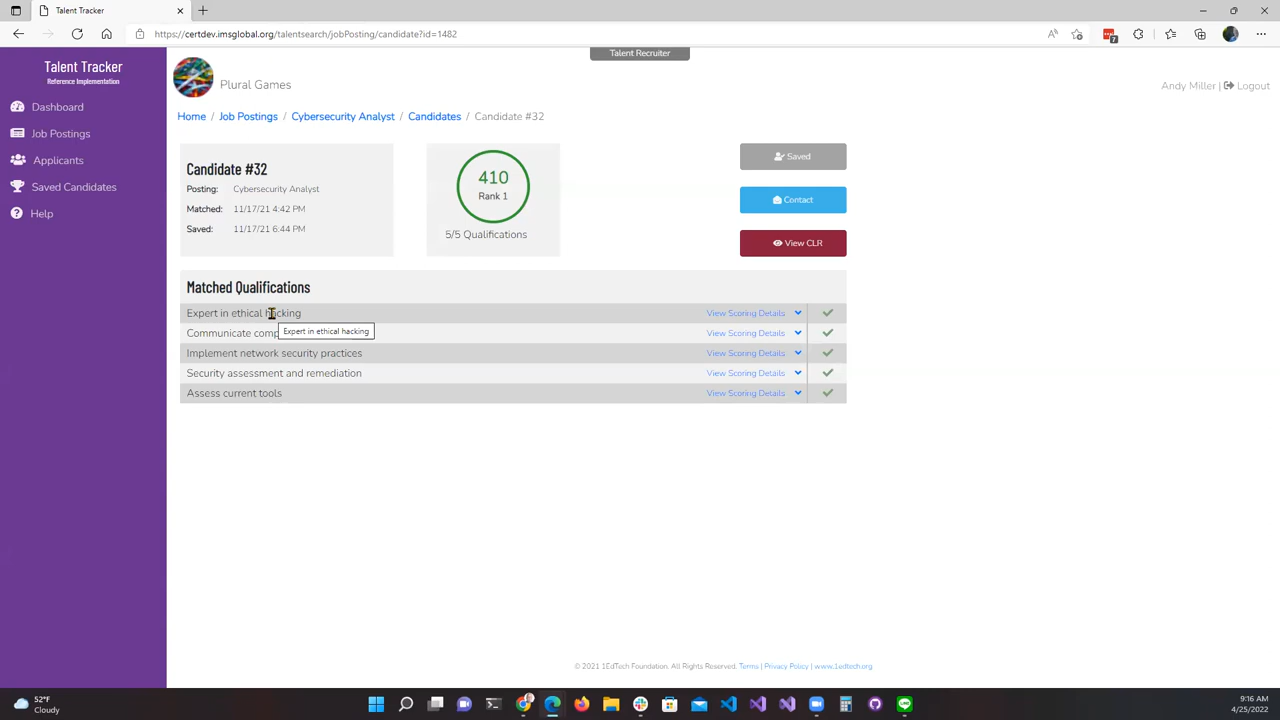 Talent Tracker
https://certdev.imsglobal.org/talentsearch/jobPosting/candidate?id=1482
7
Talent Recruiter
Talent Tracker
Reference Implementation
Dashboard
Job Postings
Applicants
Saved Candidates
Help
Plural Games
Andy Miller | Logout
Home / Job Postings / Cybersecurity Analyst / Candidates / Candidate #32
Candidate #32
Posting: Cybersecurity Analyst
Matched: 11/17/21 4:42 PM
Saved: 11/17/21 6:44 PM
410
Rank 1
5/5 Qualifications
Saved
Contact
View CLR
Matched Qualifications
Expert in ethical hacking View Scoring Details
Expert in ethical hacking
Communicate comp View Scoring Details
Implement network security practices View Scoring Details
Security assessment and remediation View Scoring Details
Assess current tools View Scoring Details
© 2021 1EdTech Foundation. All Rights Reserved. Terms | Privacy Policy | www.1edtech.org
52°F
Cloudy
9:16 AM
4/25/2022